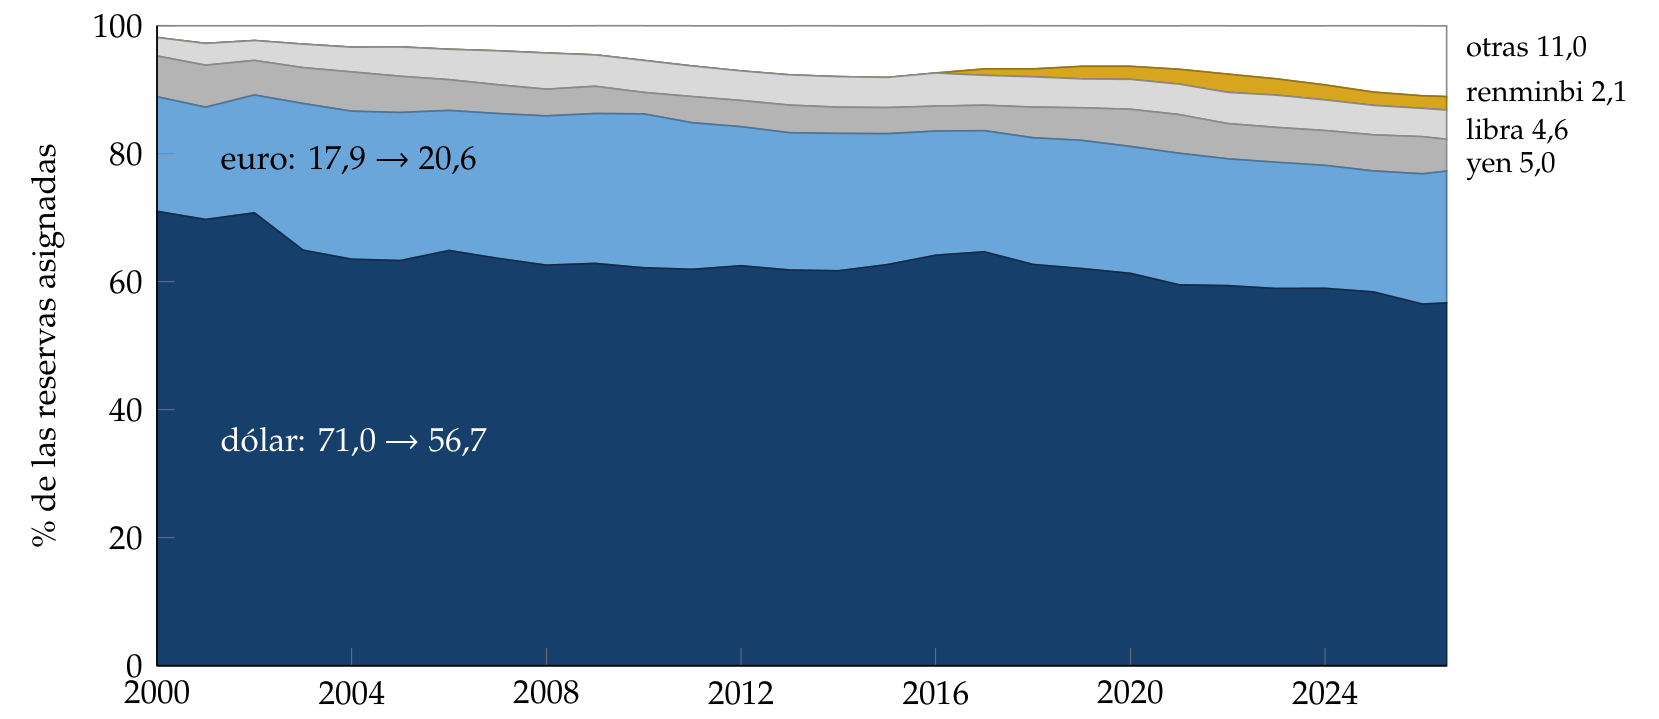 % de las reservas asignadas
100
80
60
40
20
0
euro: 17,9 → 20,6
dólar: 71,0 → 56,7
otras 11,0
renminbi 2,1
libra 4,6
yen 5,0
2000 2004 2008 2012 2016 2020 2024